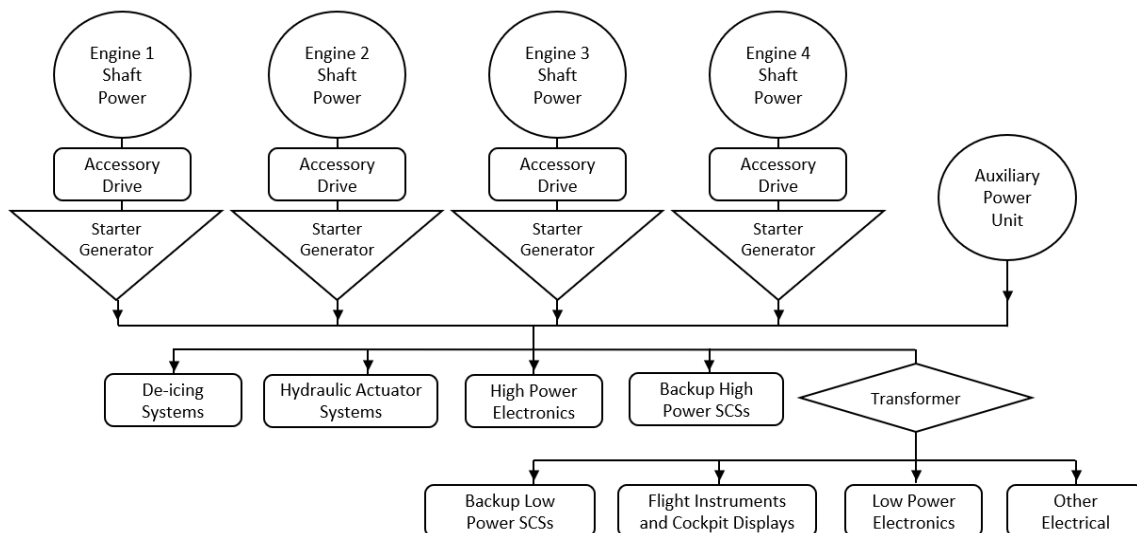 Engine 1
Shaft
Power
Engine 2
Shaft
Power
Engine 3
Shaft
Power
Engine 4
Shaft
Power
Accessory
Drive
Accessory
Drive
Accessory
Drive
Accessory
Drive
Auxiliary
Power
Unit
Starter
Generator
Starter
Generator
Starter
Generator
Starter
Generator
De-icing
Systems
Hydraulic Actuator
Systems
High Power
Electronics
Backup High
Power SCSs
Transformer
Backup Low
Power SCSs
Flight Instruments
and Cockpit Displays
Low Power
Electronics
Other
Electrical